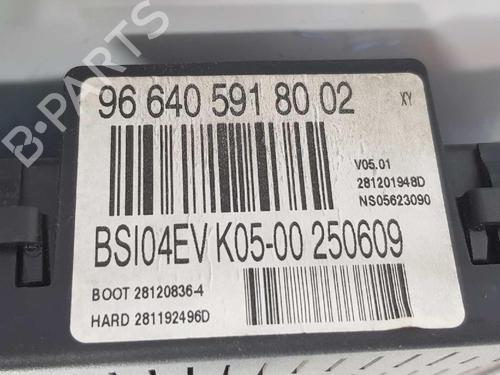 96 640 591 80 02
XY
V05.01
281201948D
NS05623090
BSI04EV K05-00 250609
BOOT 28120836-4
HARD 281192496D
B-PARTS